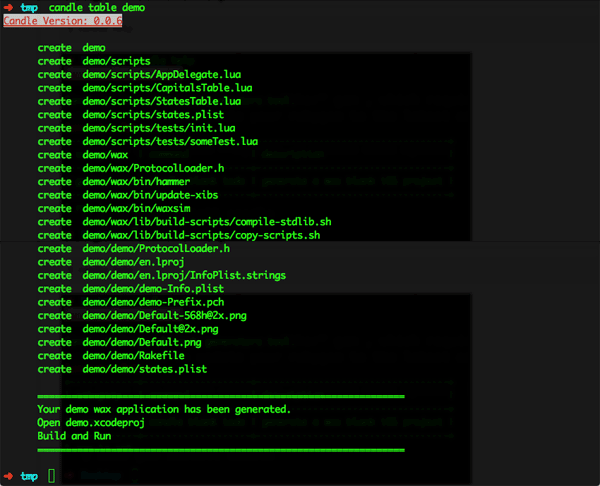 ➜ tmp candle table demo
Candle Version: 0.0.6
create demo
create demo/scripts
create demo/scripts/AppDelegate.lua
create demo/scripts/CapitalsTable.lua
create demo/scripts/StatesTable.lua
create demo/scripts/states.plist
create demo/scripts/tests/init.lua
create demo/scripts/tests/someTest.lua
create demo/wax
create demo/wax/ProtocolLoader.h
create demo/wax/bin/hammer
create demo/wax/bin/update-xibs
create demo/wax/bin/waxsim
create demo/wax/lib/build-scripts/compile-stdlib.sh
create demo/wax/lib/build-scripts/copy-scripts.sh
create demo/demo/ProtocolLoader.h
create demo/demo/en.lproj
create demo/demo/en.lproj/InfoPlist.strings
create demo/demo/demo-Info.plist
create demo/demo/demo-Prefix.pch
create demo/demo/Default-568h@2x.png
create demo/demo/Default@2x.png
create demo/demo/Default.png
create demo/demo/Rakefile
create demo/demo/states.plist
Your demo wax application has been generated.
Open demo.xcodeproj
Build and Run
➜ tmp